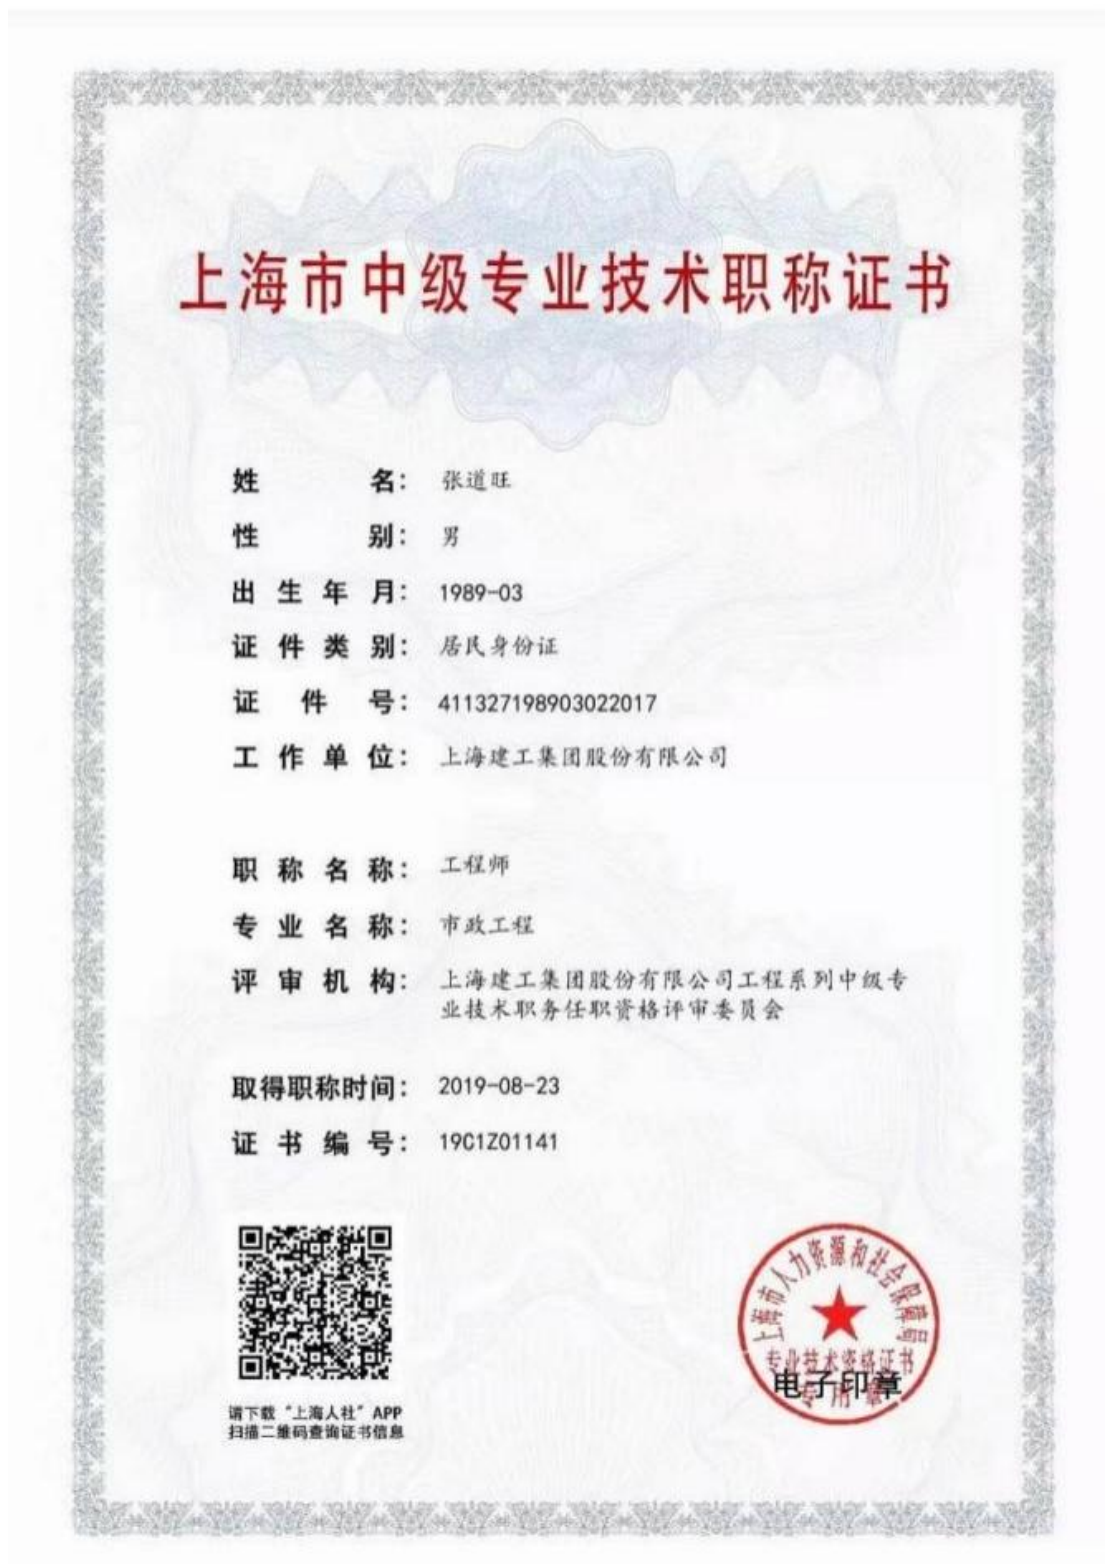 上海市中级专业技术职称证书
姓名：张道旺
性别：男
出生年月：1989-03
证件类别：居民身份证
证件号：411327198903022017
工作单位：上海建工集团股份有限公司
职称名称：工程师
专业名称：市政工程
评审机构：上海建工集团股份有限公司工程系列中级专
业技术职务任职资格评审委员会
取得职称时间：2019-08-23
证书编号：19C1Z01141
请下载“上海人社”APP
扫描二维码查询证书信息
上海市人力资源和社会保障局
专业技术资格证书
专用章
电子印章